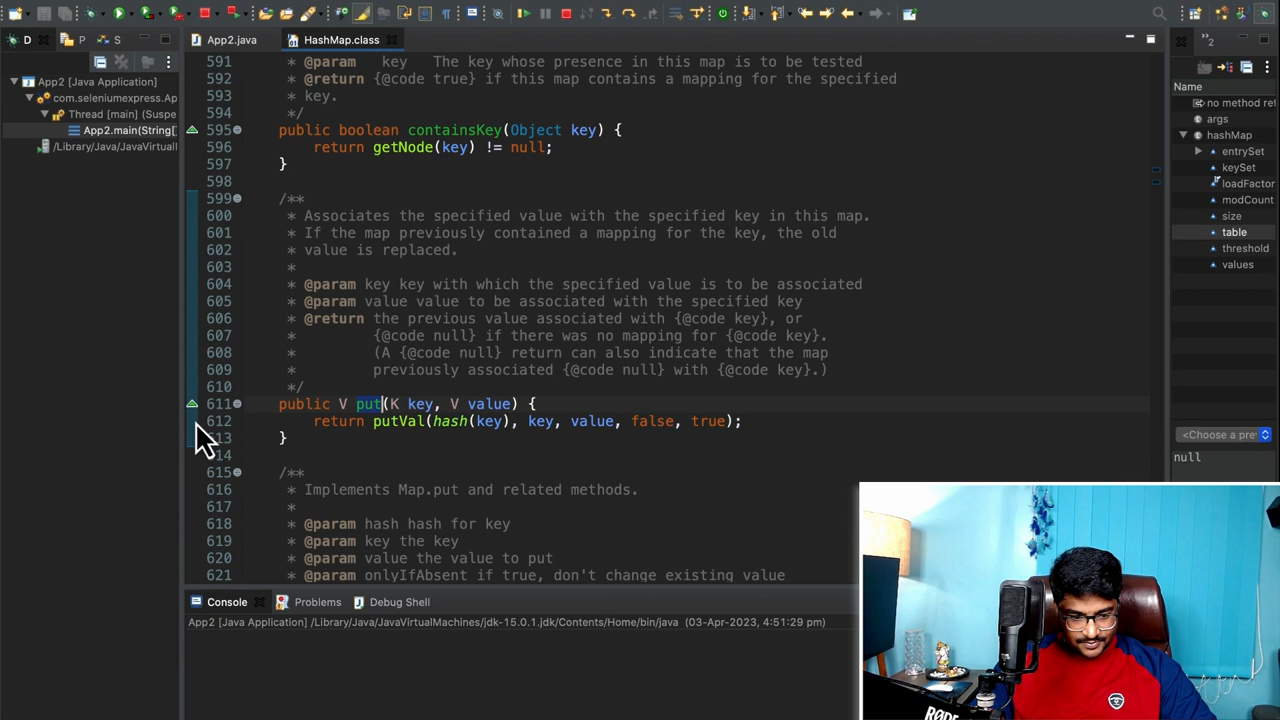 D
P
S
App2.java
HashMap.class
2
App2 [Java Application]
com.seleniumexpress.Ap
Thread [main] (Suspe
App2.main(String[
/Library/Java/JavaVirtual
591 * @param   key   The key whose presence in this map is to be tested
592 * @return {@code true} if this map contains a mapping for the specified
593 * key.
594 */
595 public boolean containsKey(Object key) {
596 return getNode(key) != null;
597 }
598
599 /**
600 * Associates the specified value with the specified key in this map.
601 * If the map previously contained a mapping for the key, the old
602 * value is replaced.
603 *
604 * @param key key with which the specified value is to be associated
605 * @param value value to be associated with the specified key
606 * @return the previous value associated with {@code key}, or
607 * {@code null} if there was no mapping for {@code key}.
608 * (A {@code null} return can also indicate that the map
609 * previously associated {@code null} with {@code key}.)
610 */
611 public V put(K key, V value) {
612 return putVal(hash(key), key, value, false, true);
613 }
614
615 /**
616 * Implements Map.put and related methods.
617 *
618 * @param hash hash for key
619 * @param key the key
620 * @param value the value to put
621 * @param onlyIfAbsent if true, don't change existing value
Name
no method ret
args
hashMap
entrySet
keySet
loadFactor
modCount
size
table
threshold
values
<Choose a prev
null
Console
Problems
Debug Shell
App2 [Java Application] /Library/Java/JavaVirtualMachines/jdk-15.0.1.jdk/Contents/Home/bin/java (03-Apr-2023, 4:51:29 pm)
RØDE